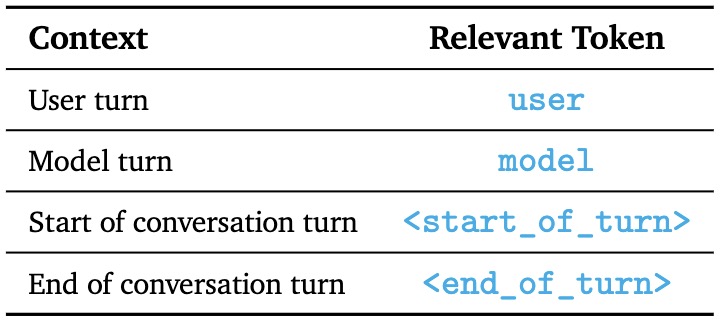 Context Relevant Token
User turn user
Model turn model
Start of conversation turn <start_of_turn>
End of conversation turn <end_of_turn>